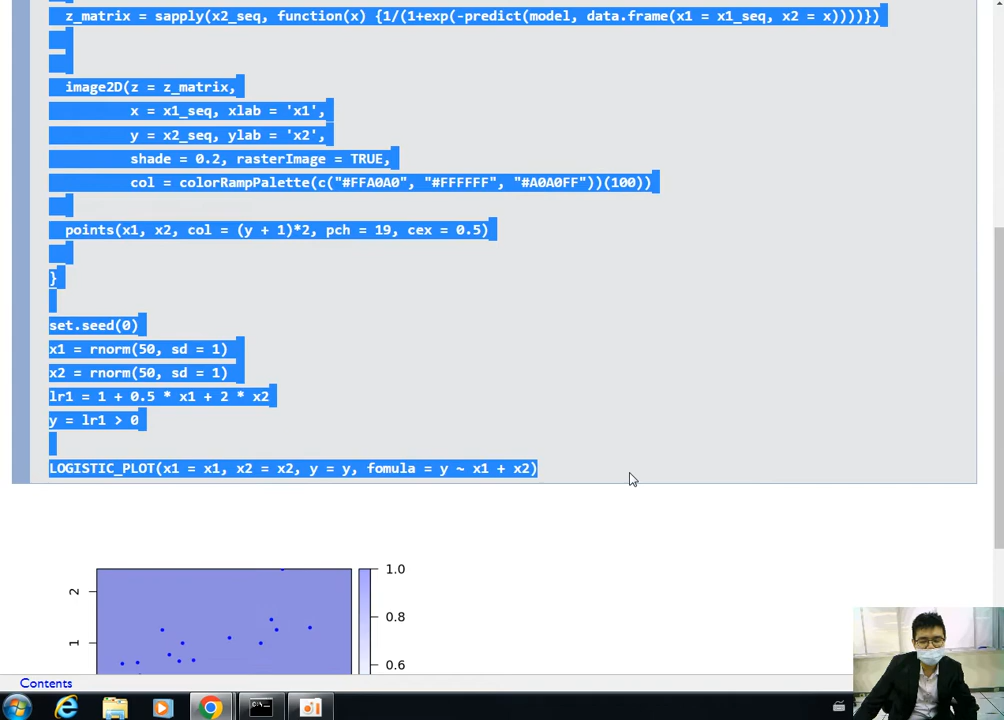 z_matrix = sapply(x2_seq, function(x) {1/(1+exp(-predict(model, data.frame(x1 = x1_seq, x2 = x))))})
image2D(z = z_matrix,
x = x1_seq, xlab = 'x1',
y = x2_seq, ylab = 'x2',
shade = 0.2, rasterImage = TRUE,
col = colorRampPalette(c("#FFA0A0", "#FFFFFF", "#A0A0FF"))(100))
points(x1, x2, col = (y + 1)*2, pch = 19, cex = 0.5)
}
set.seed(0)
x1 = rnorm(50, sd = 1)
x2 = rnorm(50, sd = 1)
lr1 = 1 + 0.5 * x1 + 2 * x2
y = lr1 > 0
LOGISTIC_PLOT(x1 = x1, x2 = x2, y = y, fomula = y ~ x1 + x2)
1.0
2
0.8
1
0.6
Contents